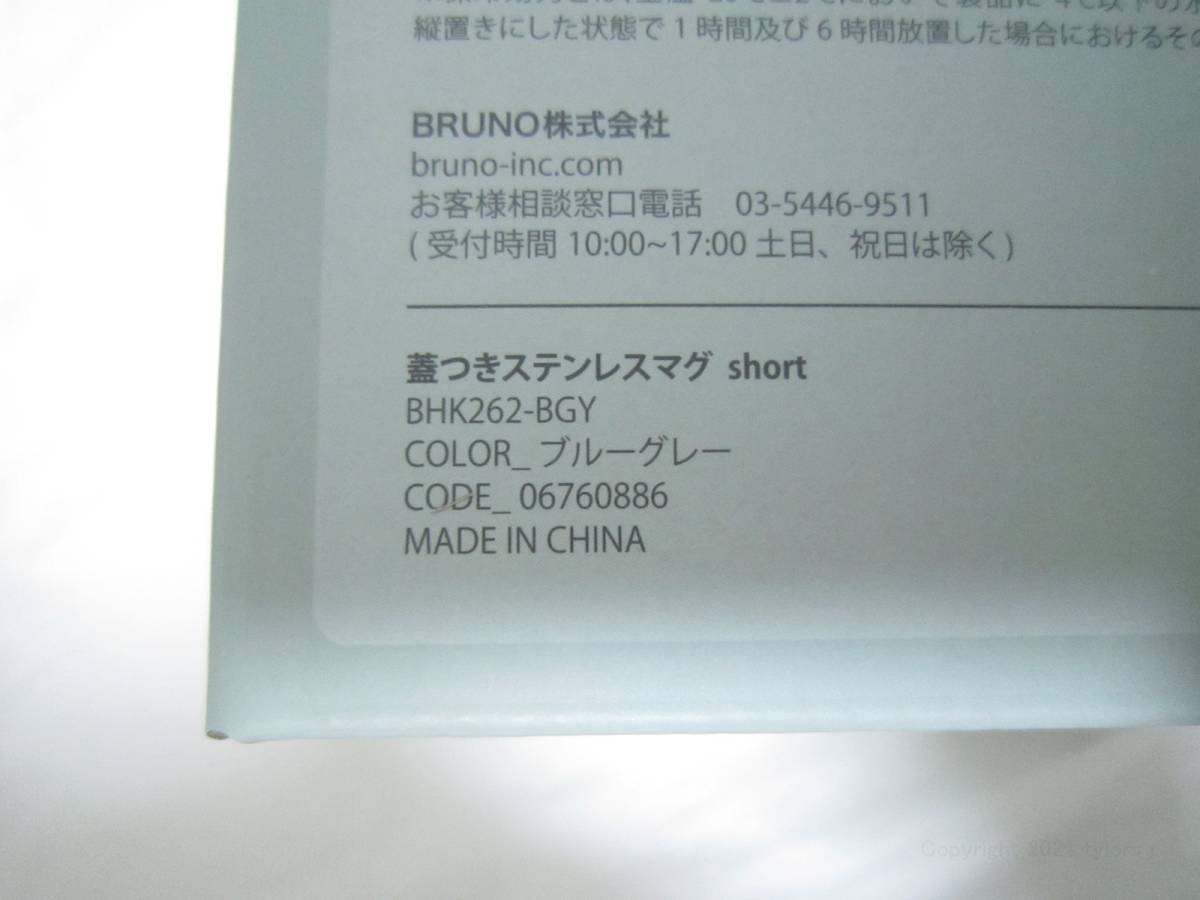 縦置きにした状態で1時間及び6時間放置した場合におけるその
BRUNO株式会社
bruno-inc.com
お客様相談窓口電話 03-5446-9511
( 受付時間 10:00~17:00 土日、祝日は除く)
蓋つきステンレスマグ short
BHK262-BGY
COLOR_ ブルーグレー
CODE_ 06760886
MADE IN CHINA
Copyright 2021